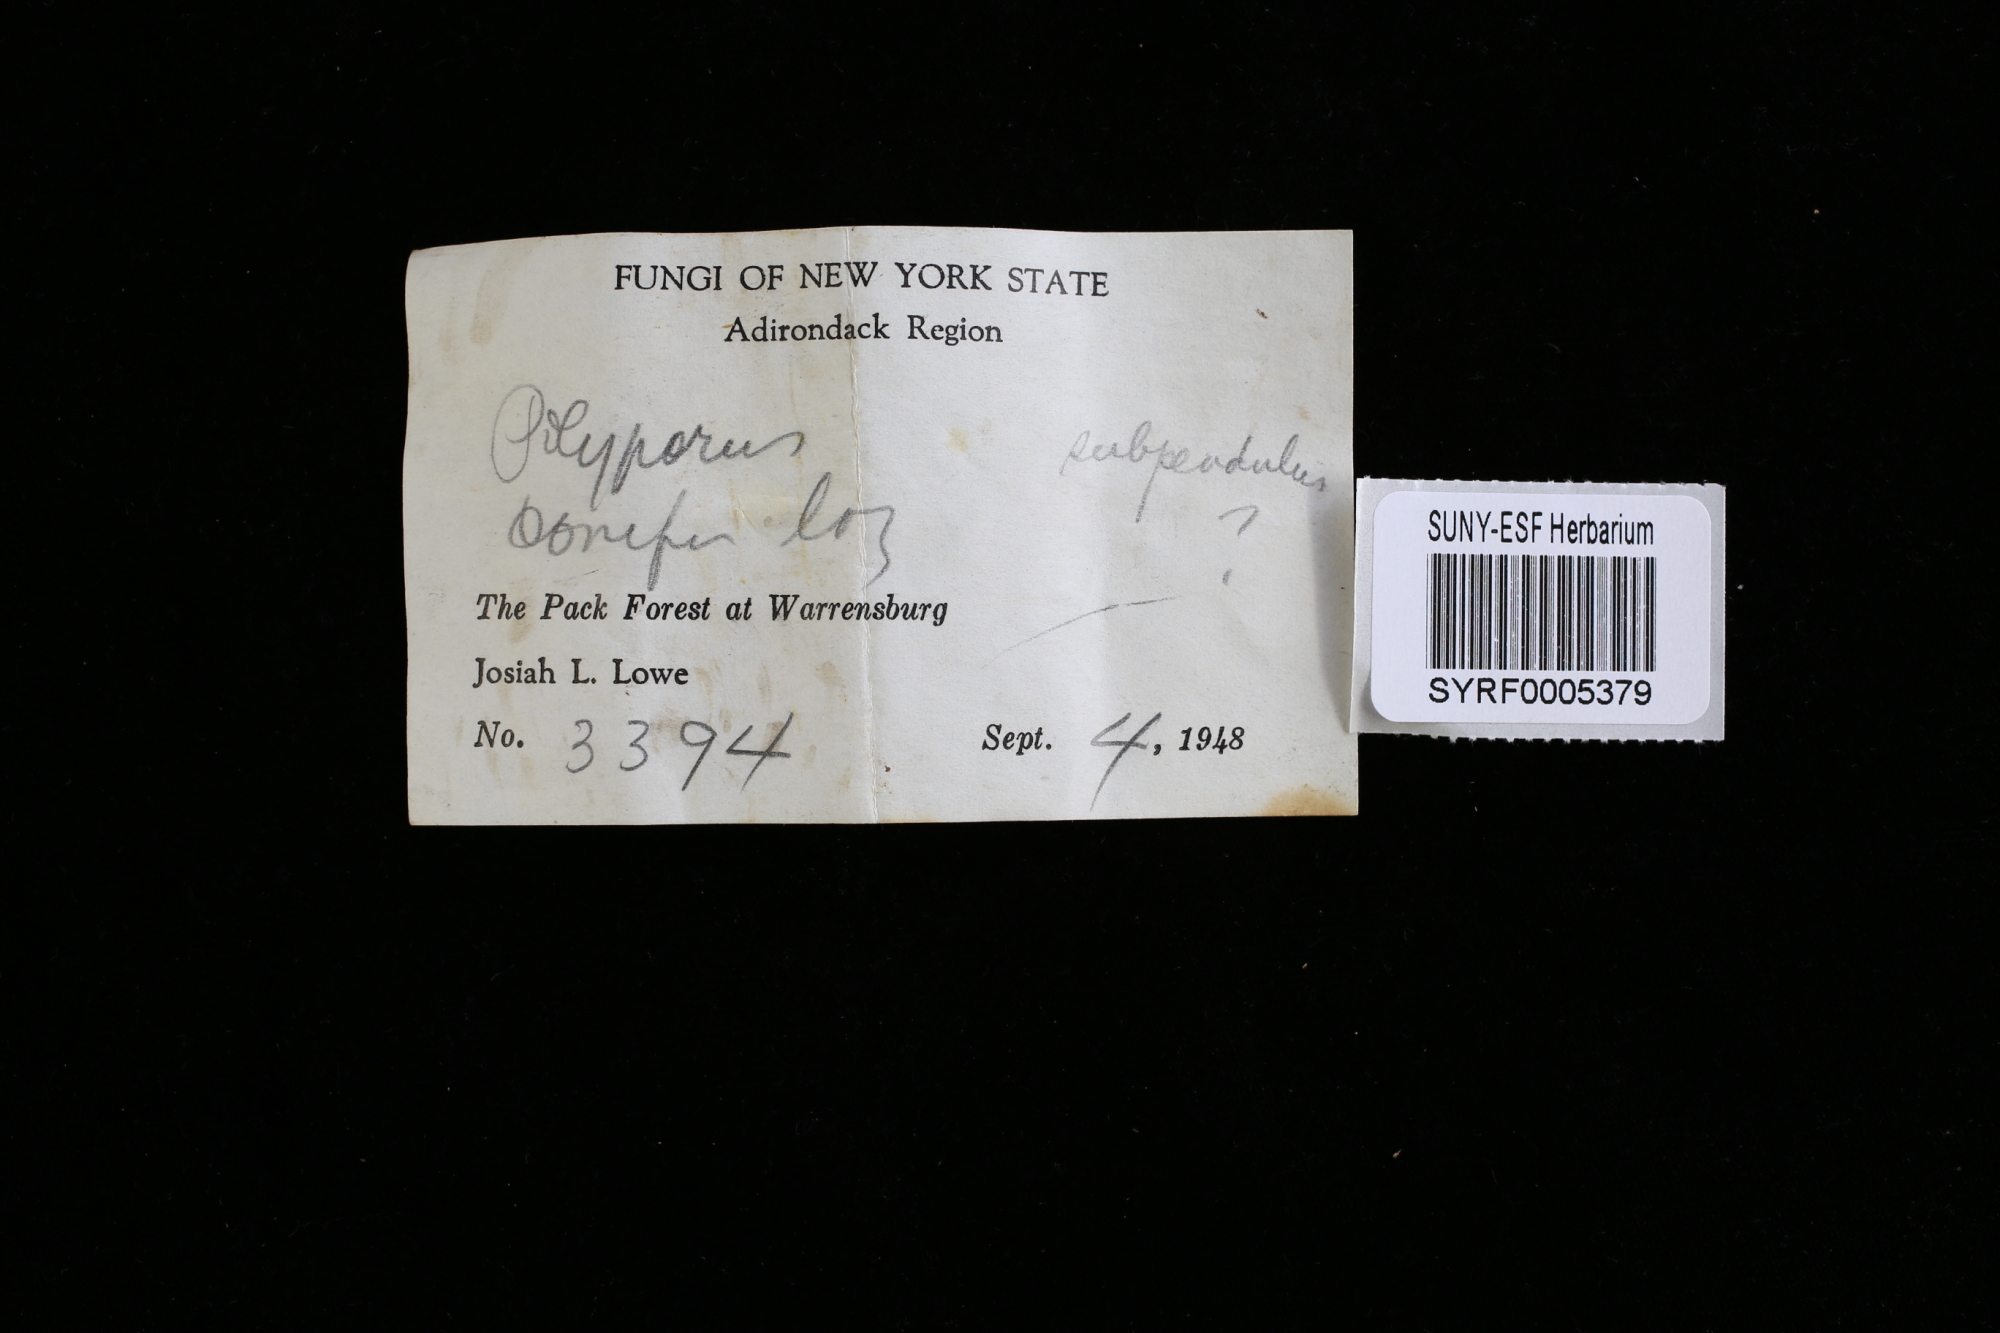 FUNGI OF NEW YORK STATE
Adirondack Region
Polyporus
subpendulus
?
conifer log
The Pack Forest at Warrensburg
Josiah L. Lowe
No. 3394
Sept. 4, 1948
SUNY-ESF Herbarium
SYRF0005379